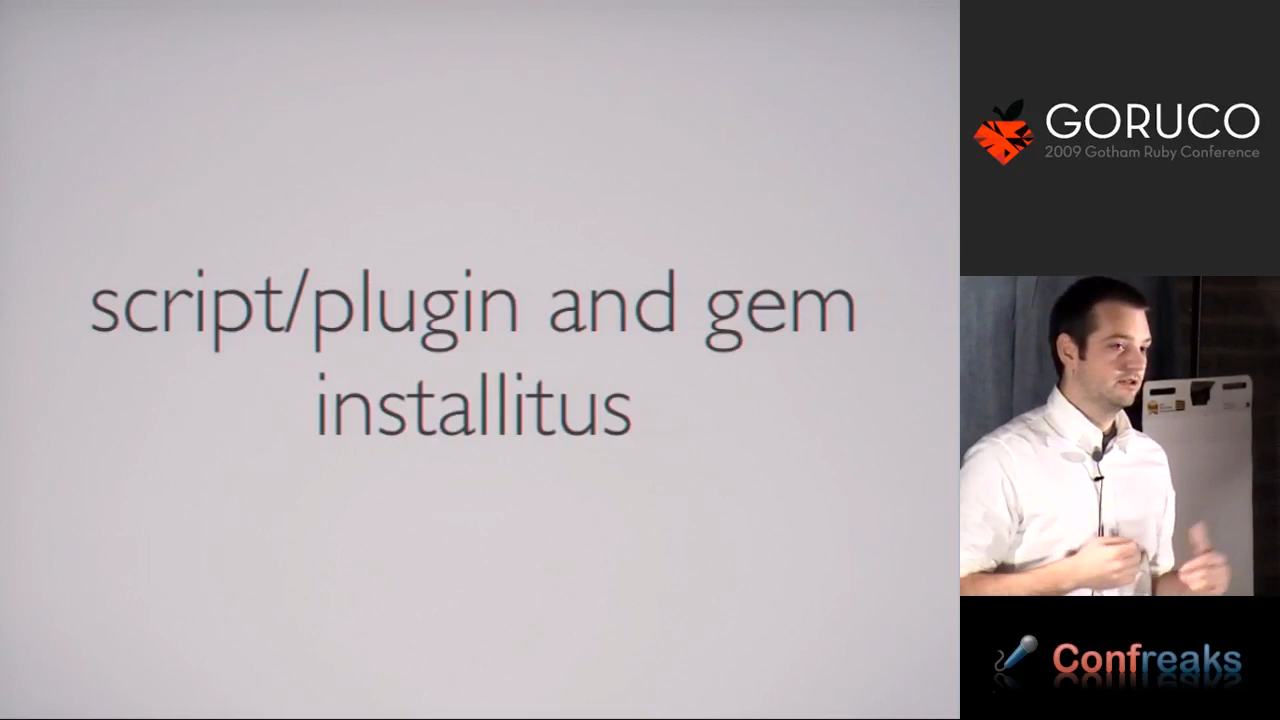 script/plugin and gem
installitus
GORUCO
2009 Gotham Ruby Conference
Confreaks